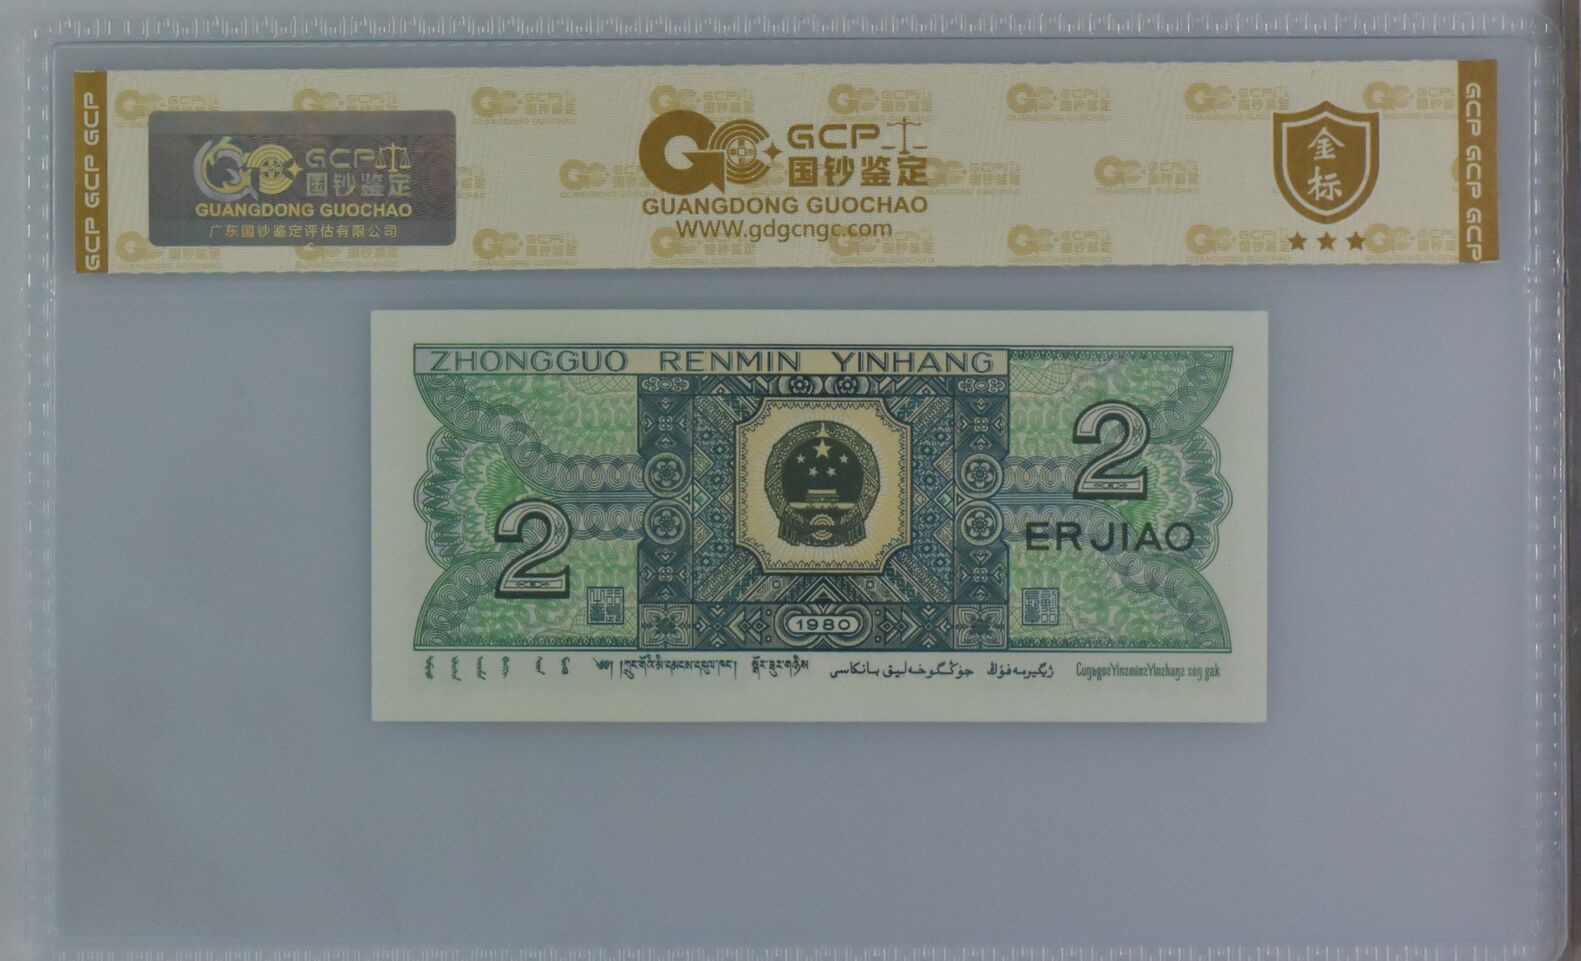 GCP GCP GCP
GCP
国钞鉴定
GUANGDONG GUOCHAO
广东国钞鉴定评估有限公司
GCP
国钞鉴定
GUANGDONG GUOCHAO
WWW.gdgcngc.com
金标
GCP GCP GCP
ZHONGGUO RENMIN YINHANG
2
ERJIAO
2
1980